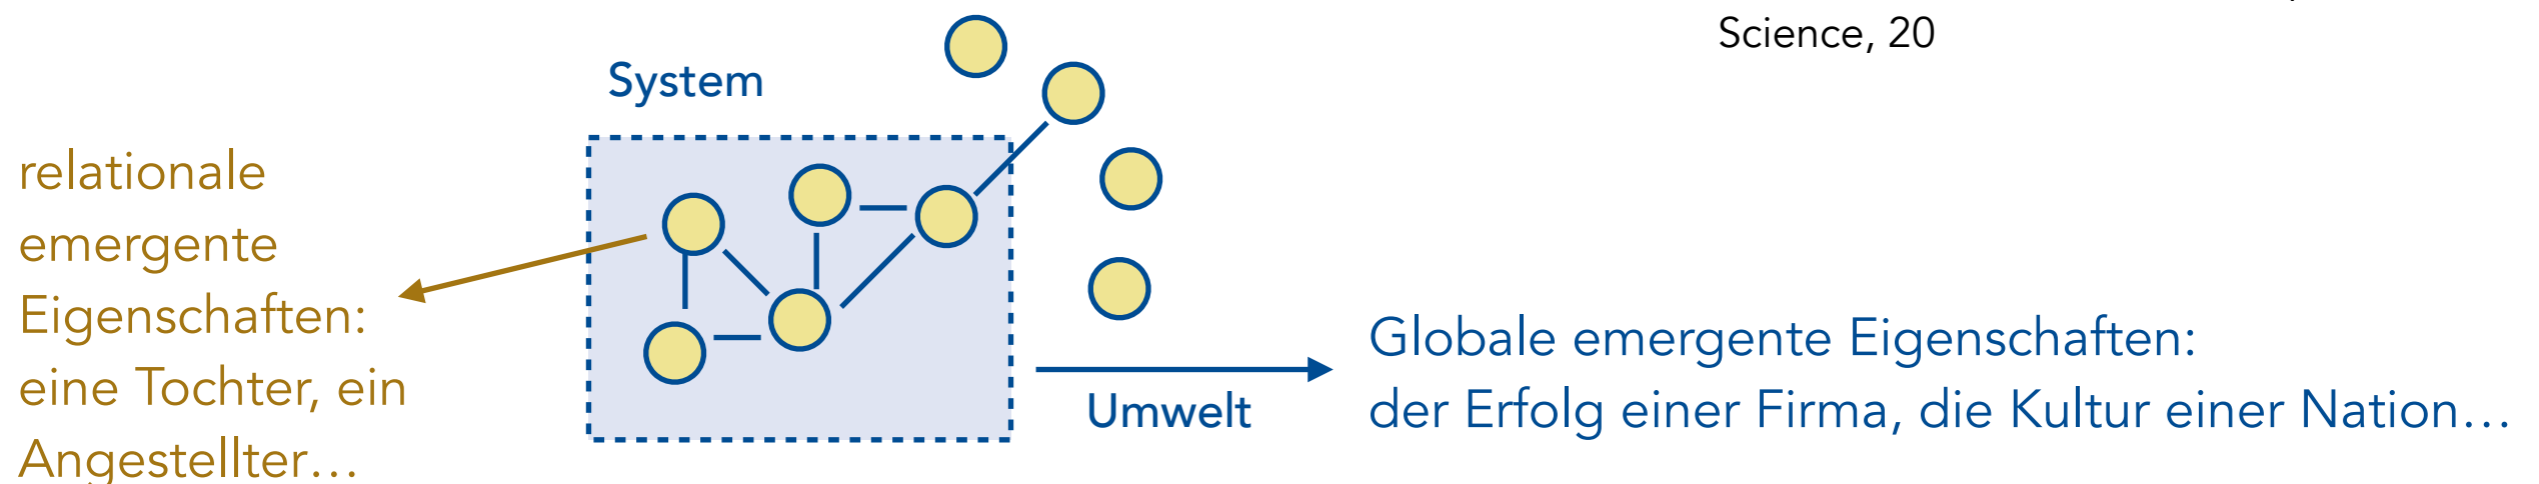 Science, 20
System
relationale
emergente
Eigenschaften:
eine Tochter, ein
Angestellter…
Umwelt
Globale emergente Eigenschaften:
der Erfolg einer Firma, die Kultur einer Nation…